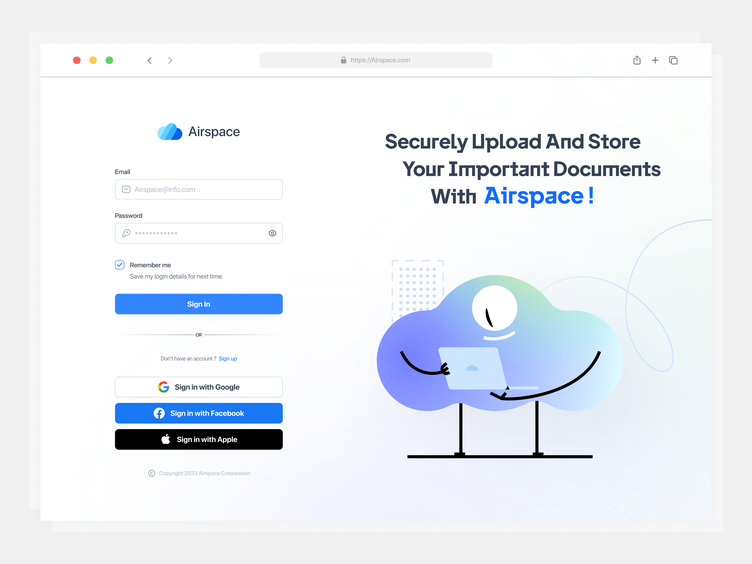 https://Airspace.com
Airspace
Email
Airspace@info.com
Password
Remember me
Save my login details for next time.
Sign In
OR
Don't have an account ? Sign up
Sign in with Google
Sign in with Facebook
Sign in with Apple
© Copyright 2023 Airspace Corporation
Securely Upload And Store
Your Important Documents
With Airspace !